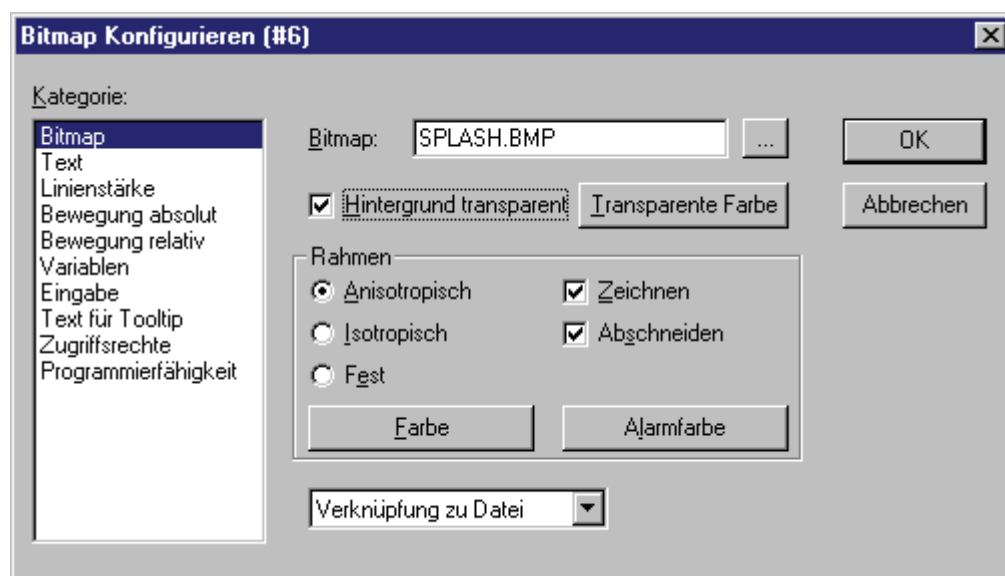 Bitmap Konfigurieren (#6)
Kategorie:
Bitmap
Text
Linienstärke
Bewegung absolut
Bewegung relativ
Variablen
Eingabe
Text für Tooltip
Zugriffsrechte
Programmierfähigkeit
Bitmap: SPLASH.BMP ...
Hintergrund transparent Transparente Farbe
Rahmen
Anisotropisch Zeichnen
Isotropisch Abschneiden
Fest
Farbe Alarmfarbe
Verknüpfung zu Datei
OK
Abbrechen